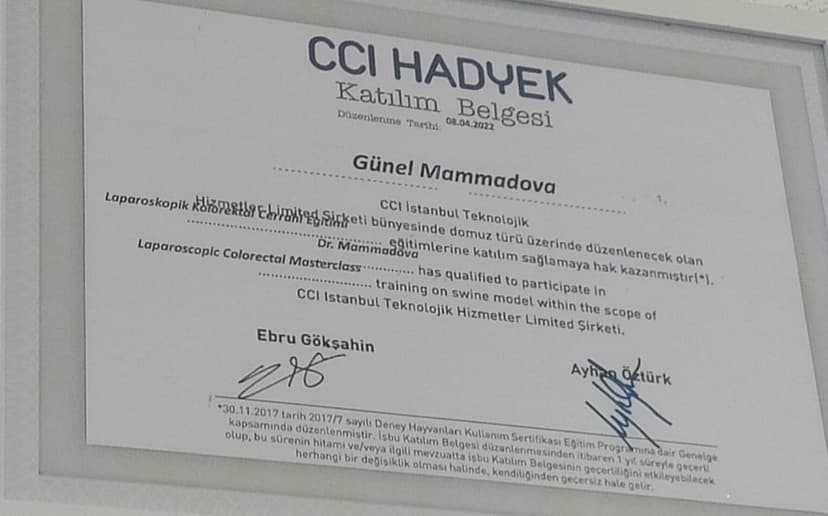 CCI HADYEK
Katılım Belgesi
Düzenlenme Tarihi: 08.04.2022
Günel Mammadova
CCI İstanbul Teknolojik
Hizmetler Limited Şirketi bünyesinde domuz türü üzerinde düzenlenecek olan
Laparoskopik Kolorektal Cerrahi Eğitimi
eğitimlerine katılım sağlamaya hak kazanmıştır(*).
Dr. Mammadova
has qualified to participate in
Laparoscopic Colorectal Masterclass
training on swine model within the scope of
CCI Istanbul Teknolojik Hizmetler Limited Şirketi.
Ebru Gökşahin
Ayhan Öztürk
*30.11.2017 tarih 2017/7 sayılı Deney Hayvanları Kullanım Sertifikası Eğitim Programına dair Genelge
kapsamında düzenlenmiştir. İşbu Katılım Belgesi düzenlenmesinden itibaren 1 yıl süreyle geçerli
olup, bu sürenin hitamı ve/veya ilgili mevzuatta işbu Katılım Belgesinin geçerliliğini etkileyebilecek
herhangi bir değişiklik olması halinde, kendiliğinden geçersiz hale gelir.